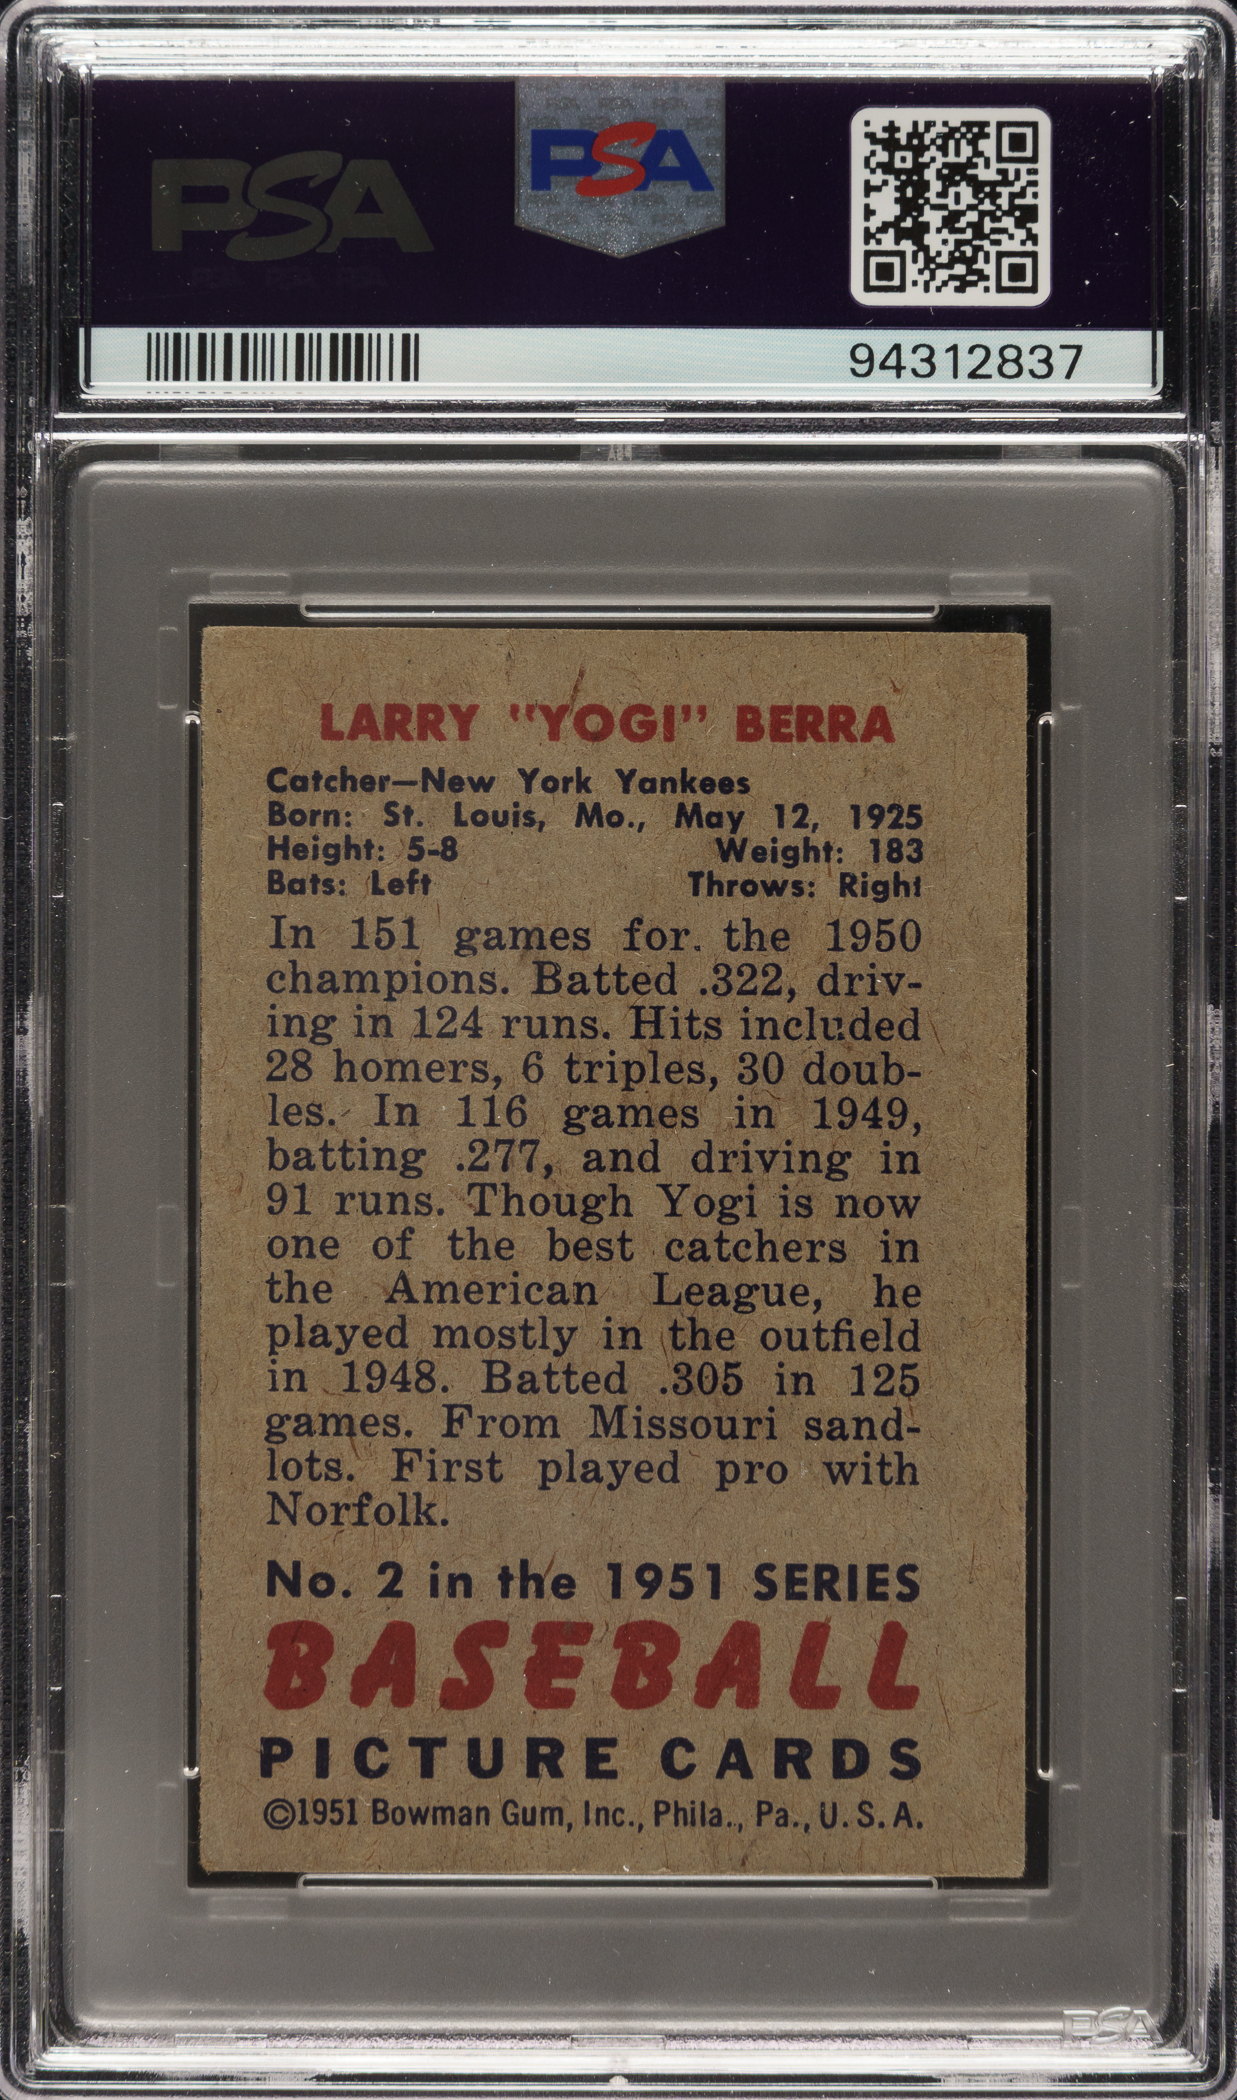 PSA
PSA
94312837
LARRY "YOGI" BERRA
Catcher—New York Yankees
Born: St. Louis, Mo., May 12, 1925
Height: 5-8 Weight: 183
Bats: Left Throws: Right
In 151 games for. the 1950
champions. Batted .322, driv-
ing in 124 runs. Hits included
28 homers, 6 triples, 30 doub-
les. In 116 games in 1949,
batting .277, and driving in
91 runs. Though Yogi is now
one of the best catchers in
the American League, he
played mostly in the outfield
in 1948. Batted .305 in 125
games. From Missouri sand-
lots. First played pro with
Norfolk.
No. 2 in the 1951 SERIES
BASEBALL
PICTURE CARDS
©1951 Bowman Gum, Inc., Phila., Pa., U.S.A.
PSA